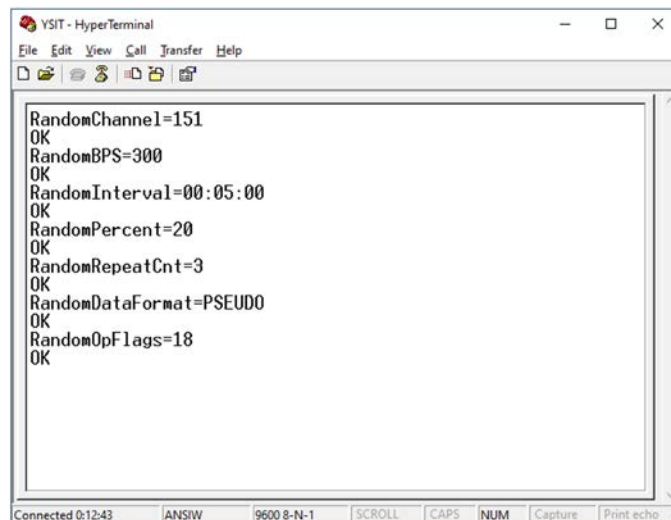 YSIT - HyperTerminal
File Edit View Call Transfer Help
RandomChannel=151
OK
RandomBPS=300
OK
RandomInterval=00:05:00
OK
RandomPercent=20
OK
RandomRepeatCnt=3
OK
RandomDataFormat=PSEUDO
OK
RandomOpFlags=18
OK
Connected 0:12:43 ANSIW 9600 8-N-1 SCROLL CAPS NUM Capture Print echo